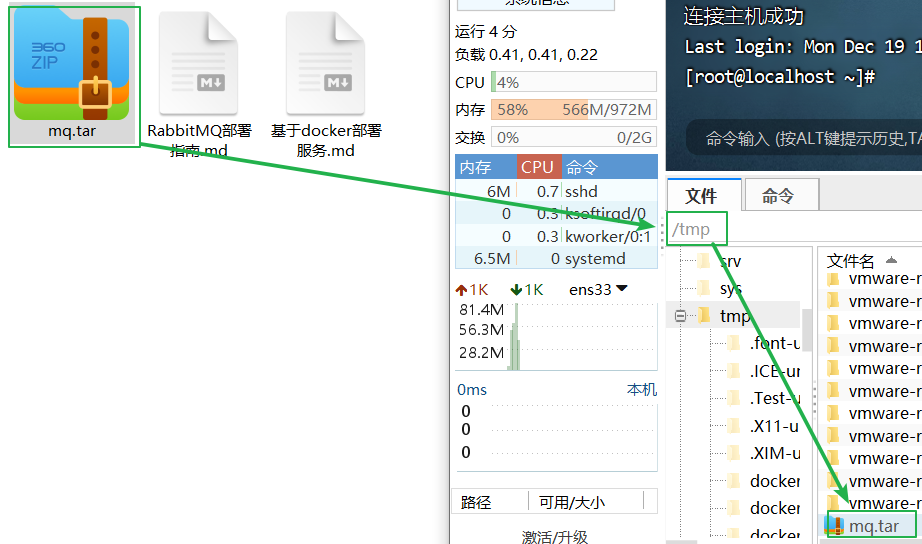 360
ZIP
mq.tar
RabbitMQ部署
指南.md
基于docker部署
服务.md
系统信息
运行 4 分
负载 0.41, 0.41, 0.22
CPU 4%
内存 58% 566M/972M
交换 0% 0/2G
内存 CPU 命令
6M 0.7 sshd
0 0.3 ksoftirqd/0
0 0.3 kworker/0:1
6.5M 0 systemd
1K 1K ens33
81.4M
56.3M
28.2M
0ms 本机
0
0
0
路径 可用/大小
激活/升级
连接主机成功
Last login: Mon Dec 19 1
[root@localhost ~]#
命令输入 (按ALT键提示历史,TA
文件 命令
/tmp
srv
sys
tmp
.font-u
.ICE-un
.Test-u
.X11-u
.XIM-u
docker
docker
docker
文件名
vmware-r
vmware-r
vmware-r
vmware-r
vmware-r
vmware-r
vmware-r
vmware-r
vmware-r
vmware-r
vmware-r
mq.tar